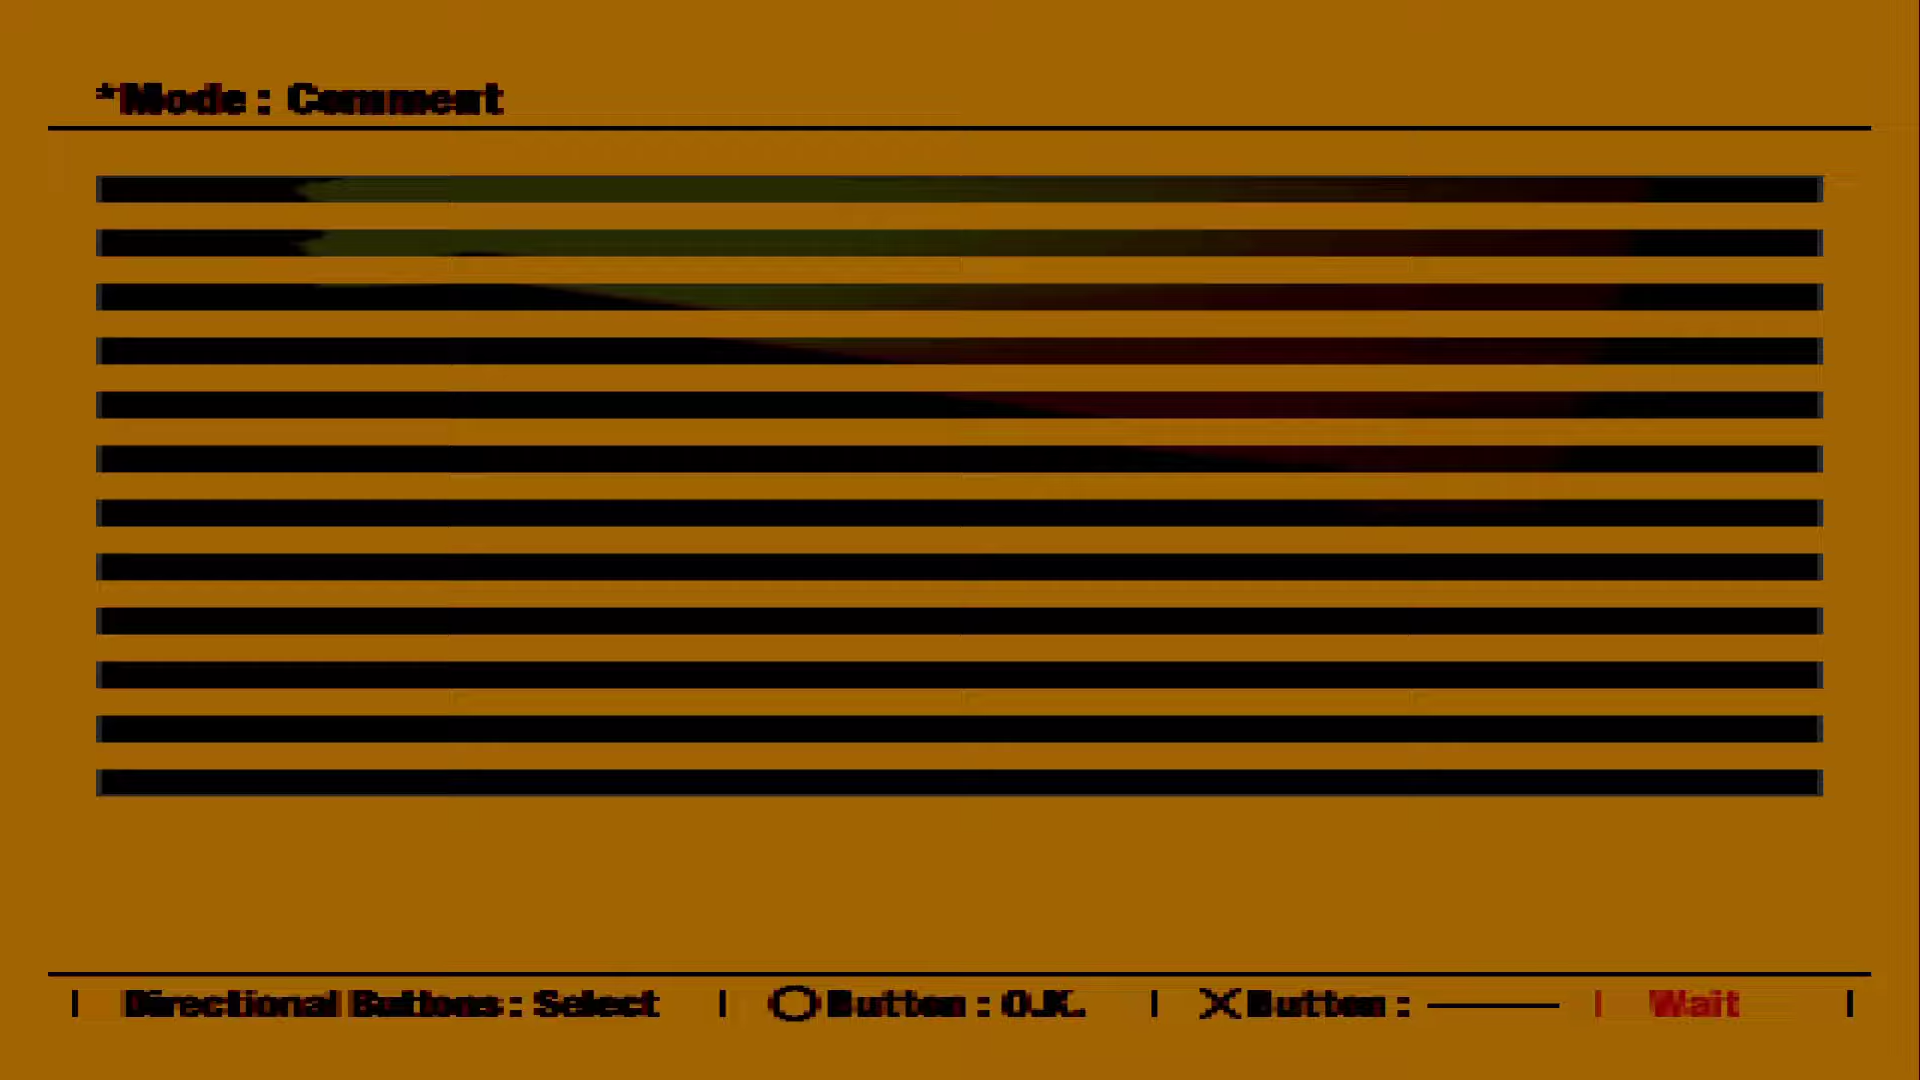 *Mode : Comment
| Directional Buttons : Select | ◯ Button : O.K. | ✕ Button : ——— | Wait |